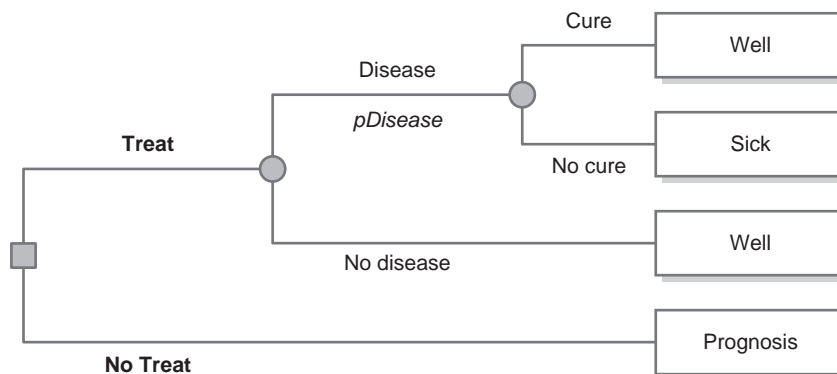 Cure
Well
Disease
pDisease
Treat
Sick
No cure
Well
No disease
Prognosis
No Treat